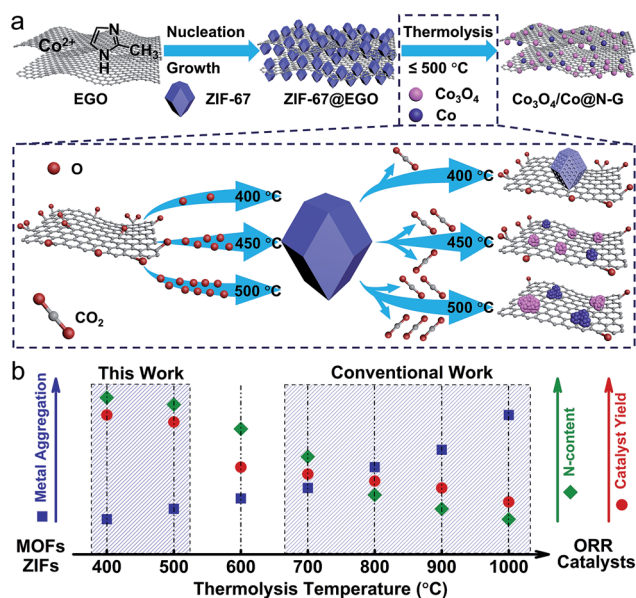 a
Co2+
N
N
H
CH3
EGO
Nucleation
Growth
ZIF-67
ZIF-67@EGO
Thermolysis
≤ 500 °C
Co3O4
Co
Co3O4/Co@N-G
O
CO2
400 °C
450 °C
500 °C
400 °C
450 °C
500 °C
b
This Work
Conventional Work
Metal Aggregation
N-content
Catalyst Yield
MOFs
ZIFs
400 500 600 700 800 900 1000
ORR
Catalysts
Thermolysis Temperature (°C)